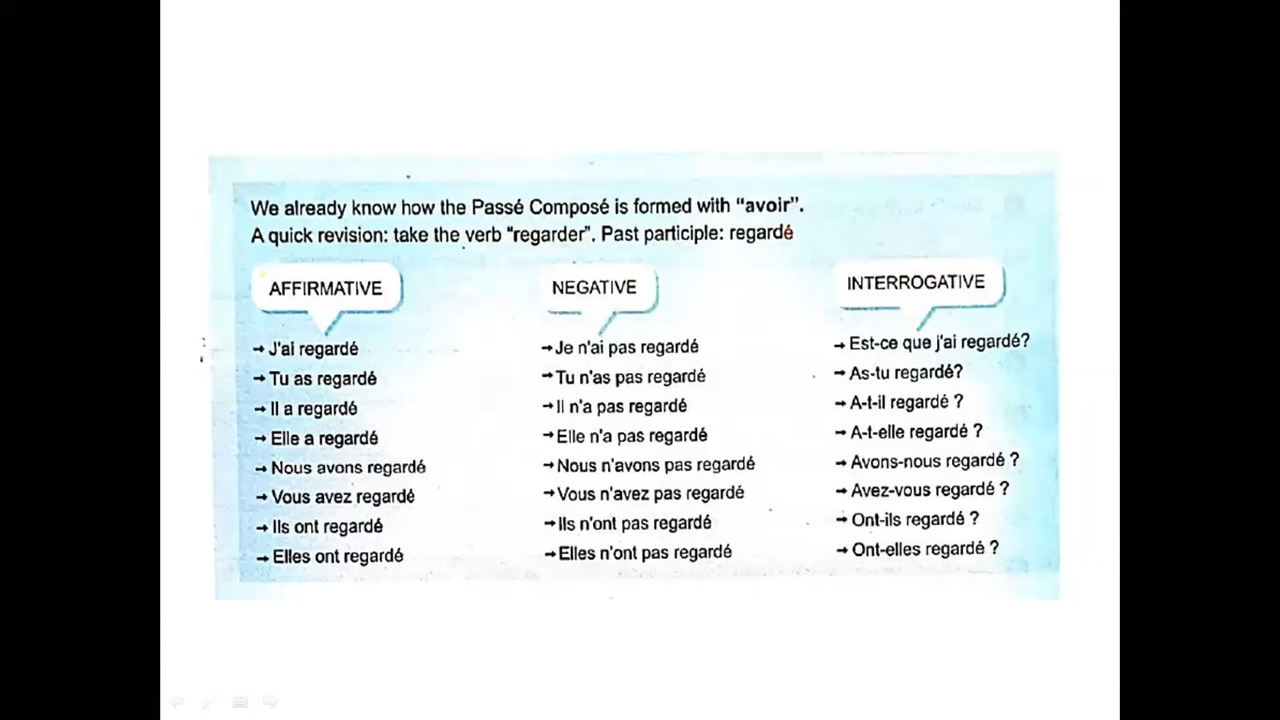 We already know how the Passé Composé is formed with “avoir”.
A quick revision: take the verb “regarder”. Past participle: regardé
AFFIRMATIVE
→ J'ai regardé
→ Tu as regardé
→ Il a regardé
→ Elle a regardé
→ Nous avons regardé
→ Vous avez regardé
→ Ils ont regardé
→ Elles ont regardé
NEGATIVE
→ Je n'ai pas regardé
→ Tu n'as pas regardé
→ Il n'a pas regardé
→ Elle n'a pas regardé
→ Nous n'avons pas regardé
→ Vous n'avez pas regardé
→ Ils n'ont pas regardé
→ Elles n'ont pas regardé
INTERROGATIVE
→ Est-ce que j'ai regardé?
→ As-tu regardé?
→ A-t-il regardé ?
→ A-t-elle regardé ?
→ Avons-nous regardé ?
→ Avez-vous regardé ?
→ Ont-ils regardé ?
→ Ont-elles regardé ?